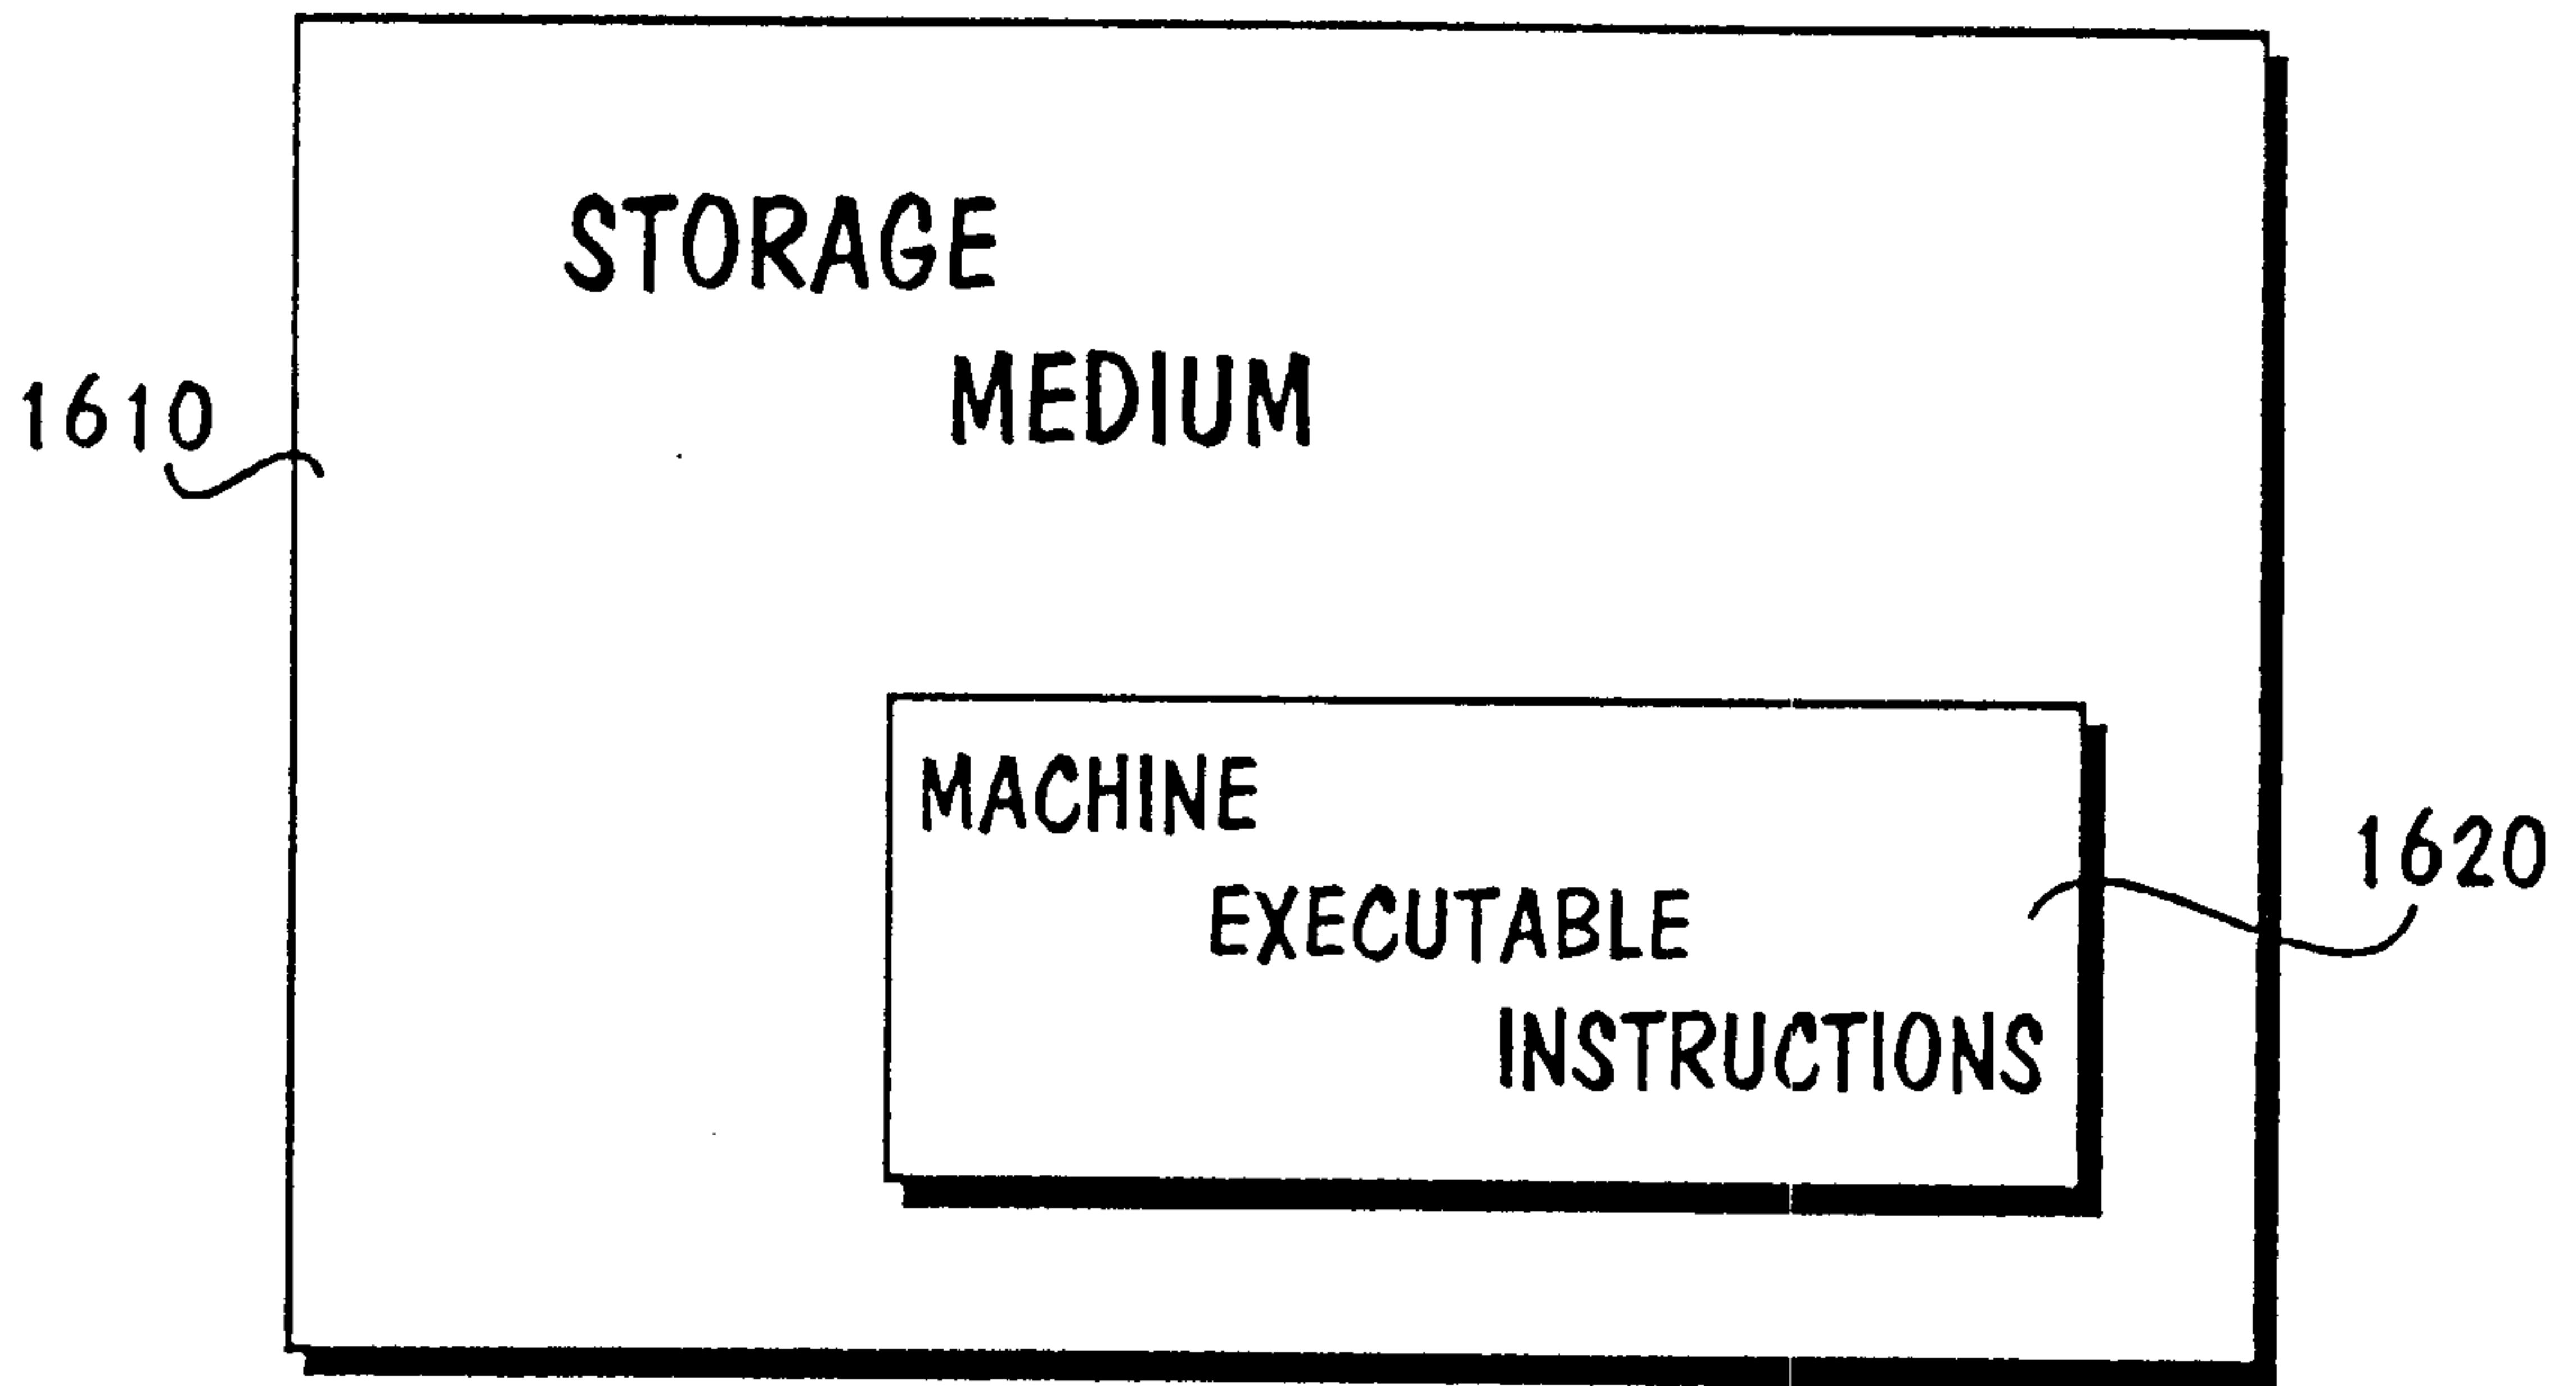 STORAGE
MEDIUM
1610
MACHINE
EXECUTABLE
INSTRUCTIONS
1620